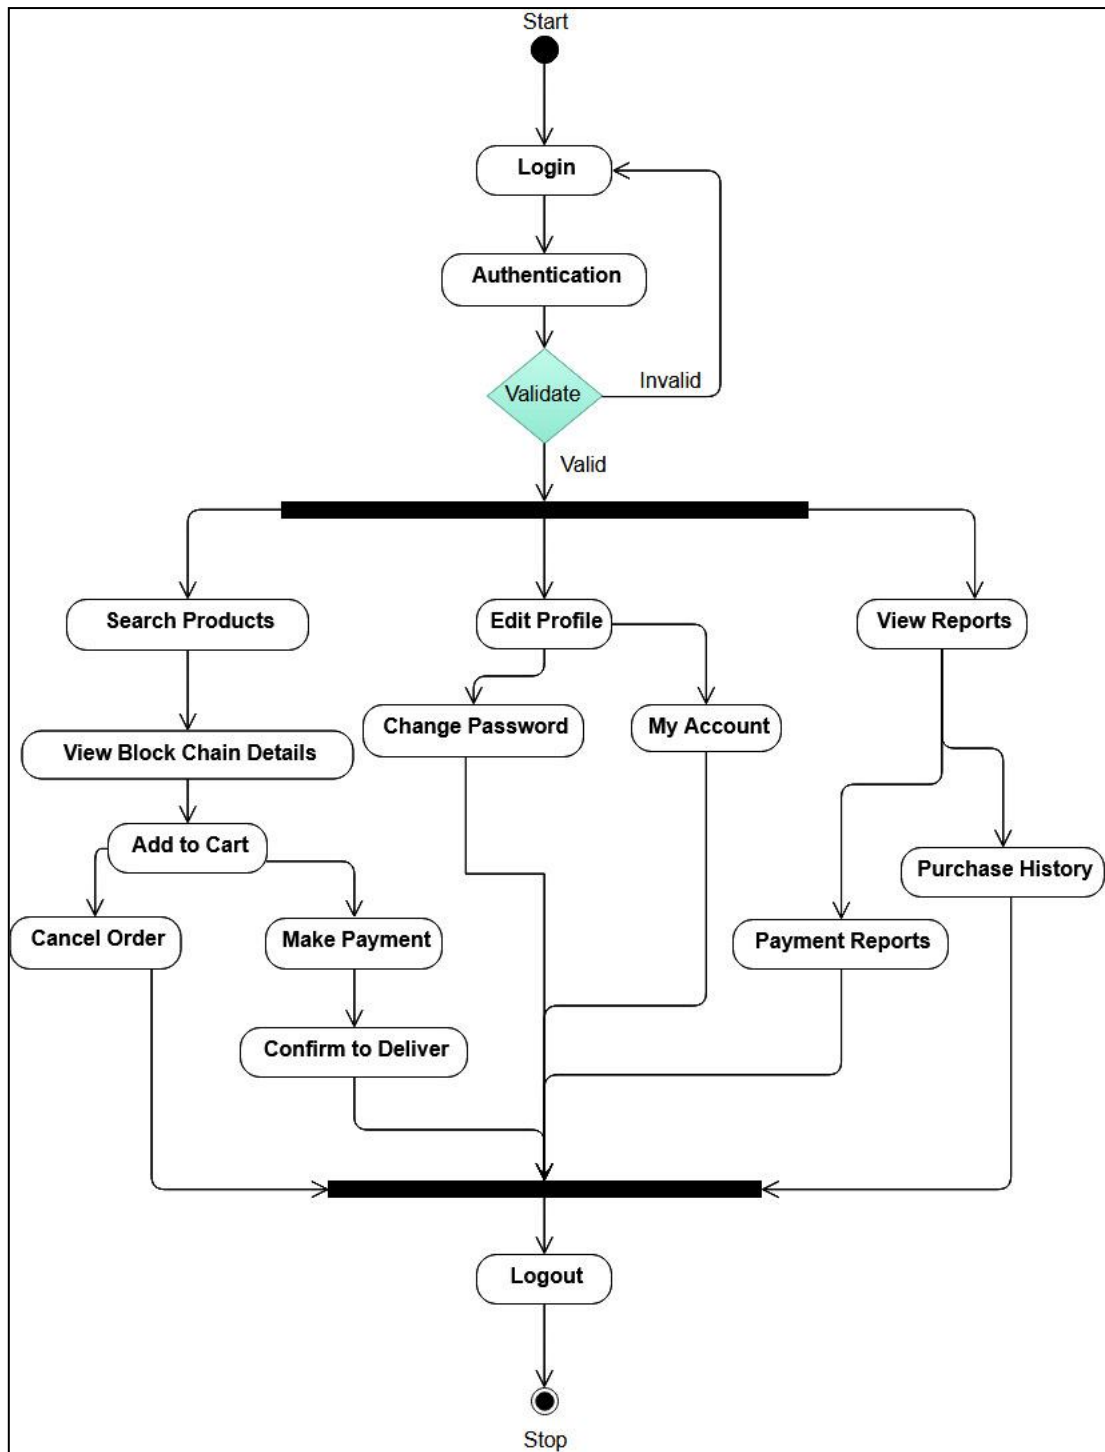 Start
Login
Authentication
Validate
Invalid
Valid
Search Products
Edit Profile
View Reports
Change Password
My Account
View Block Chain Details
Add to Cart
Purchase History
Cancel Order
Make Payment
Payment Reports
Confirm to Deliver
Logout
Stop